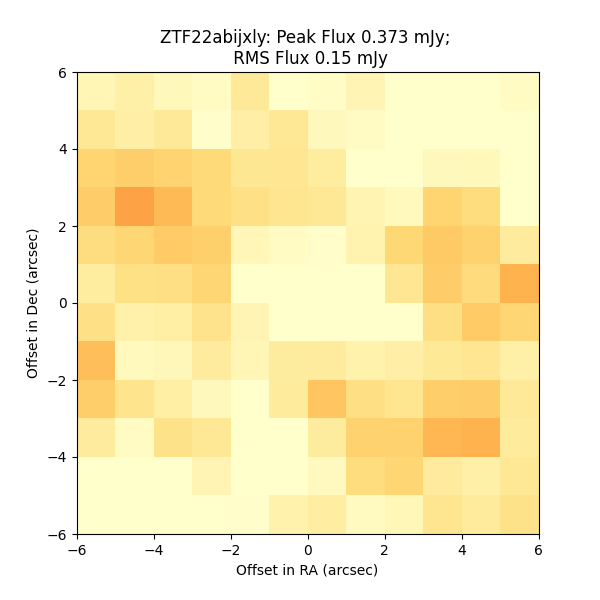 ZTF22abijxly: Peak Flux 0.373 mJy;
RMS Flux 0.15 mJy
6
4
2
0
−2
−4
−6
Offset in Dec (arcsec)
−6 −4 −2 0 2 4 6
Offset in RA (arcsec)